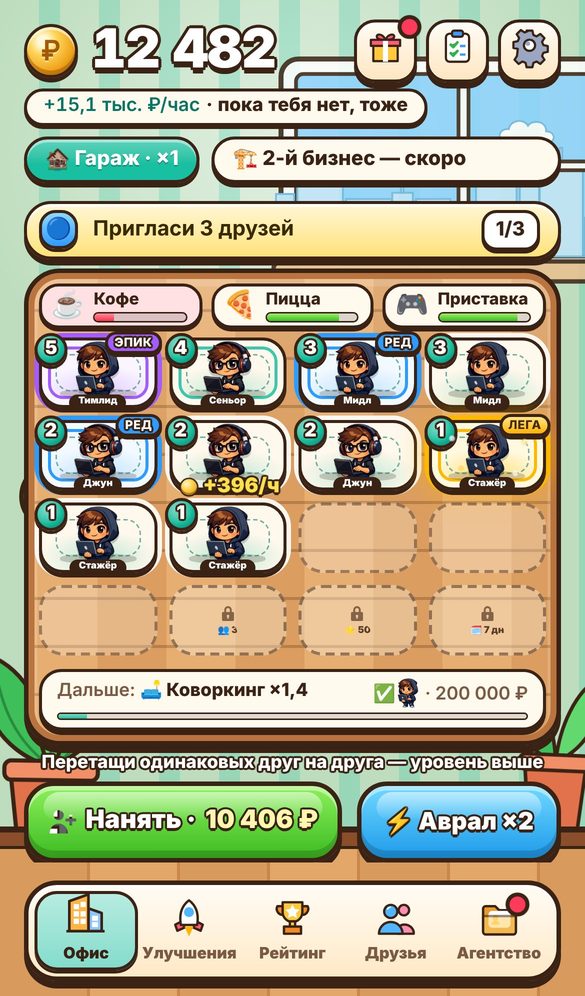 ₽ 12 482
+15,1 тыс. ₽/час · пока тебя нет, тоже
Гараж · ×1
2-й бизнес — скоро
Пригласи 3 друзей
1/3
Кофе
Пицца
Приставка
5 ЭПИК
Тимлид
4
Сеньор
3 РЕД
Мидл
3
Мидл
2 РЕД
Джун
2
+396/ч
2
Джун
1 ЛЕГА
Стажёр
1
Стажёр
1
Стажёр
3
50
7 дн
Дальше: Коворкинг ×1,4
· 200 000 ₽
Перетащи одинаковых друг на друга — уровень выше
Нанять · 10 406 ₽
Аврал ×2
Офис
Улучшения
Рейтинг
Друзья
Агентство